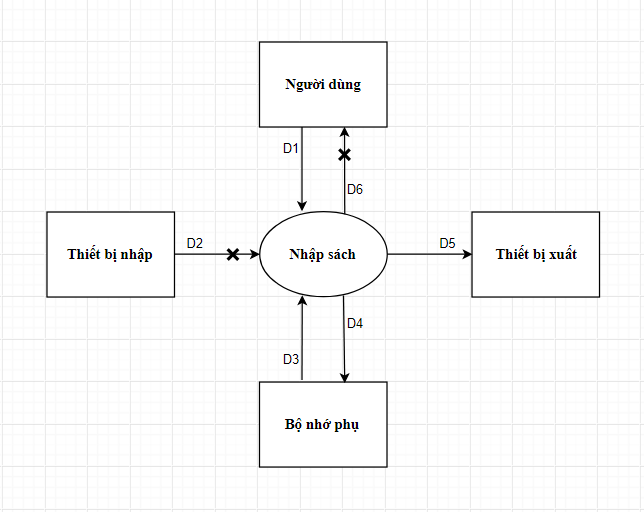 Người dùng
D1
D6
Thiết bị nhập
D2
Nhập sách
D5
Thiết bị xuất
D4
D3
Bộ nhớ phụ